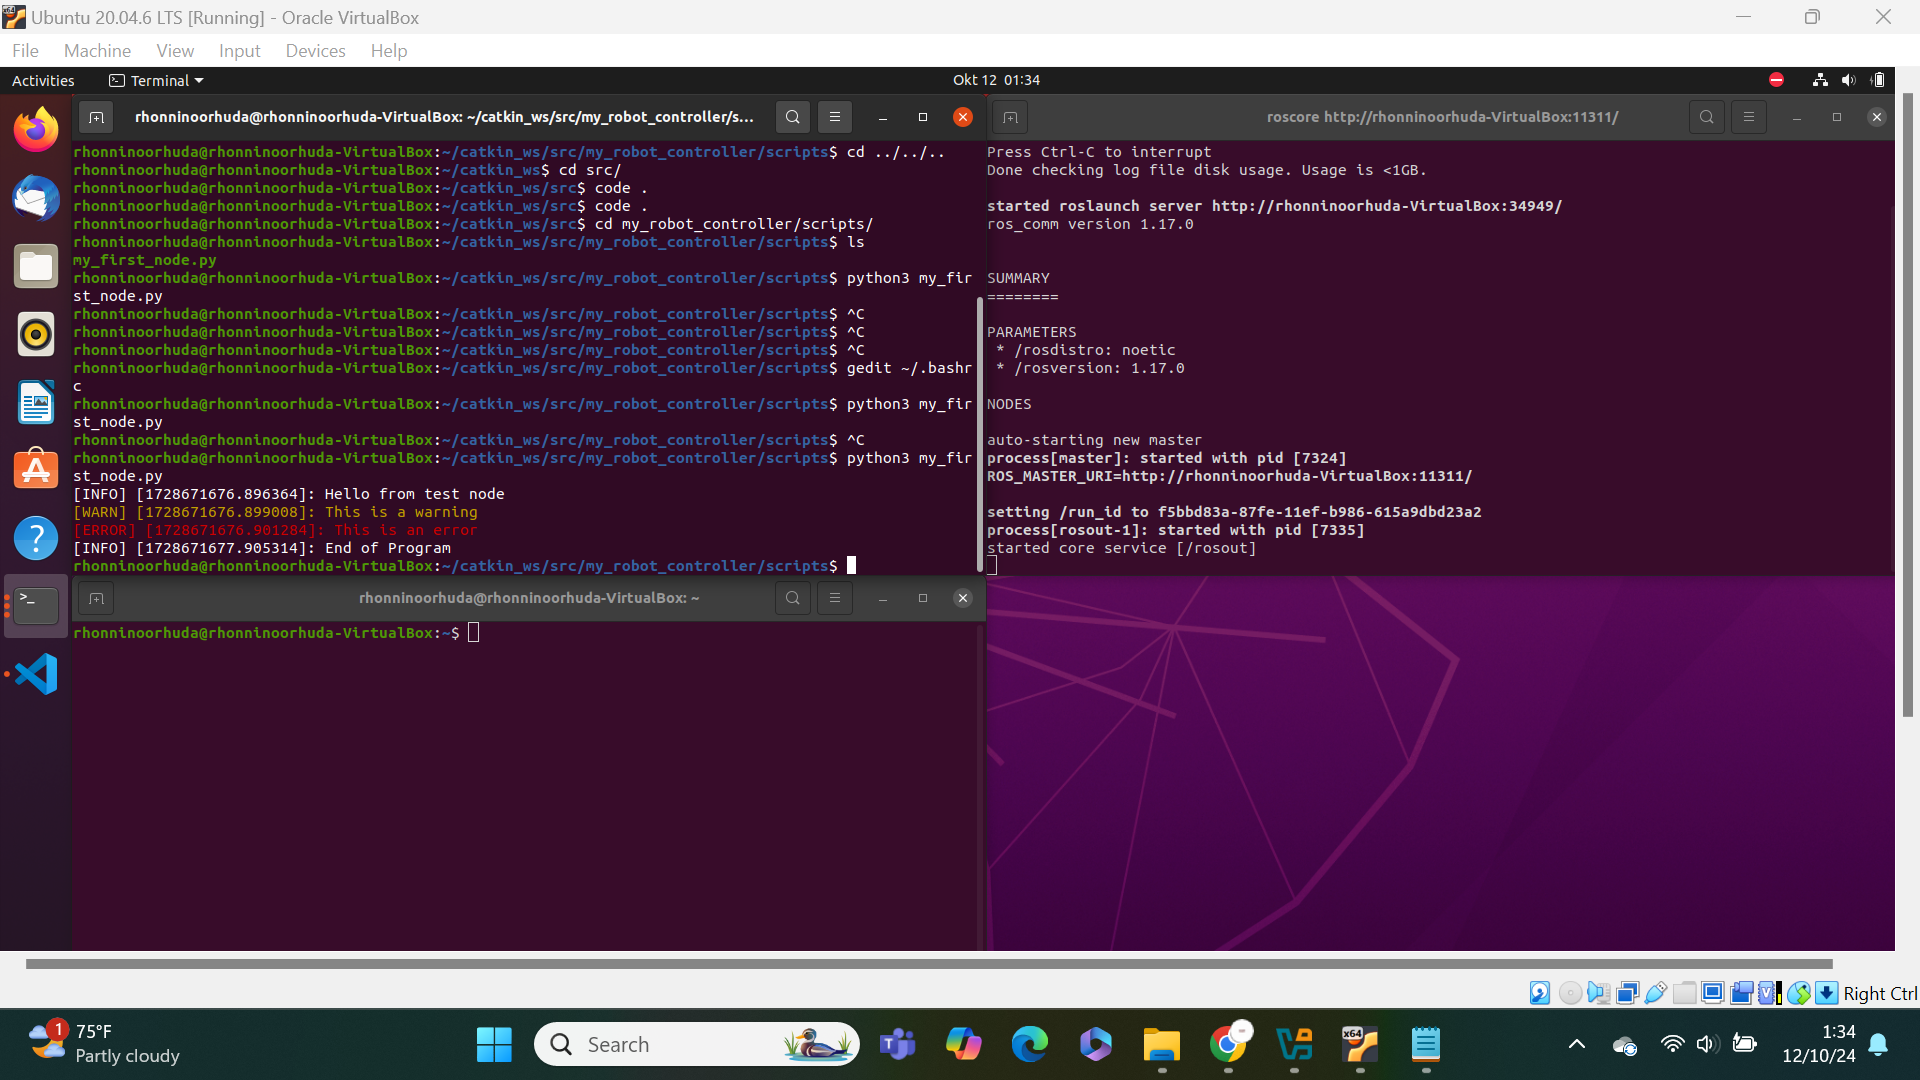 Ubuntu 20.04.6 LTS [Running] - Oracle VirtualBox
File Machine View Input Devices Help
Activities Terminal Okt 12 01:34
rhonninoorhuda@rhonninoorhuda-VirtualBox: ~/catkin_ws/src/my_robot_controller/s...
rhonninoorhuda@rhonninoorhuda-VirtualBox:~/catkin_ws/src/my_robot_controller/scripts$ cd ../../..
rhonninoorhuda@rhonninoorhuda-VirtualBox:~/catkin_ws$ cd src/
rhonninoorhuda@rhonninoorhuda-VirtualBox:~/catkin_ws/src$ code .
rhonninoorhuda@rhonninoorhuda-VirtualBox:~/catkin_ws/src$ code .
rhonninoorhuda@rhonninoorhuda-VirtualBox:~/catkin_ws/src$ cd my_robot_controller/scripts/
rhonninoorhuda@rhonninoorhuda-VirtualBox:~/catkin_ws/src/my_robot_controller/scripts$ ls
my_first_node.py
rhonninoorhuda@rhonninoorhuda-VirtualBox:~/catkin_ws/src/my_robot_controller/scripts$ python3 my_fir
st_node.py
rhonninoorhuda@rhonninoorhuda-VirtualBox:~/catkin_ws/src/my_robot_controller/scripts$ ^C
rhonninoorhuda@rhonninoorhuda-VirtualBox:~/catkin_ws/src/my_robot_controller/scripts$ ^C
rhonninoorhuda@rhonninoorhuda-VirtualBox:~/catkin_ws/src/my_robot_controller/scripts$ ^C
rhonninoorhuda@rhonninoorhuda-VirtualBox:~/catkin_ws/src/my_robot_controller/scripts$ gedit ~/.bashr
c
rhonninoorhuda@rhonninoorhuda-VirtualBox:~/catkin_ws/src/my_robot_controller/scripts$ python3 my_fir
st_node.py
rhonninoorhuda@rhonninoorhuda-VirtualBox:~/catkin_ws/src/my_robot_controller/scripts$ ^C
rhonninoorhuda@rhonninoorhuda-VirtualBox:~/catkin_ws/src/my_robot_controller/scripts$ python3 my_fir
st_node.py
[INFO] [1728671676.896364]: Hello from test node
[WARN] [1728671676.899008]: This is a warning
[ERROR] [1728671676.901284]: This is an error
[INFO] [1728671677.905314]: End of Program
rhonninoorhuda@rhonninoorhuda-VirtualBox:~/catkin_ws/src/my_robot_controller/scripts$
roscore http://rhonninoorhuda-VirtualBox:11311/
Press Ctrl-C to interrupt
Done checking log file disk usage. Usage is <1GB.
started roslaunch server http://rhonninoorhuda-VirtualBox:34949/
ros_comm version 1.17.0
SUMMARY
========
PARAMETERS
* /rosdistro: noetic
* /rosversion: 1.17.0
NODES
auto-starting new master
process[master]: started with pid [7324]
ROS_MASTER_URI=http://rhonninoorhuda-VirtualBox:11311/
setting /run_id to f5bbd83a-87fe-11ef-b986-615a9dbd23a2
process[rosout-1]: started with pid [7335]
started core service [/rosout]
rhonninoorhuda@rhonninoorhuda-VirtualBox: ~
rhonninoorhuda@rhonninoorhuda-VirtualBox:~$
Right Ctrl
1
75°F
Partly cloudy
Search
x64
1:34
12/10/24